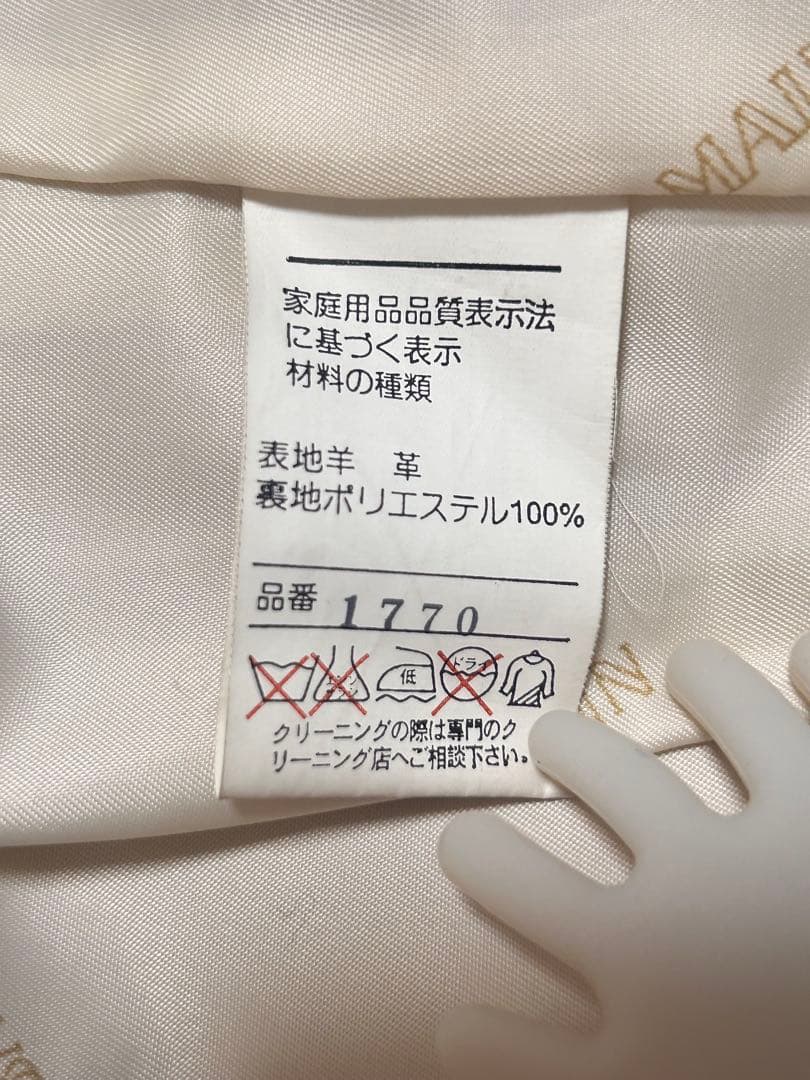 家庭用品品質表示法
に基づく表示
材料の種類
表地羊　革
裏地ポリエステル100%
品番 1770
低 ドライ
クリーニングの際は専門のク
リーニング店へご相談下さい。